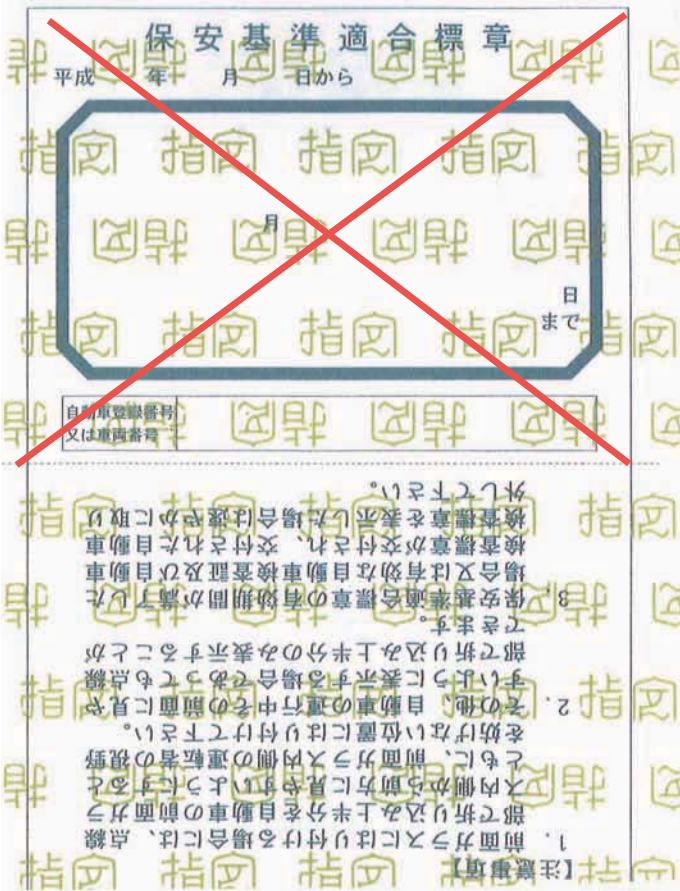 保安基準適合標章
平成 年 月 日から
月
日
まで
自動車登録番号
又は車両番号
【注意事項】
1. 前面ガラスにはり付ける場合には、点線
部で折り込み上半分を自動車の前面ガラ
ス内側から前方に見やすいようにすると
ともに、前面ガラス内側の運転者の視野
を妨げない位置にはり付けて下さい。
2. その他、自動車の運行中その前面に見や
すいように表示する場合であっても点線
部で折り込み上半分のみ表示することが
できます。
3. 保安基準適合標章の有効期間が満了した
場合又は有効な自動車検査証及び自動車
検査標章が交付され、交付された自動車
検査標章を表示した場合は速やかに取り
外して下さい。